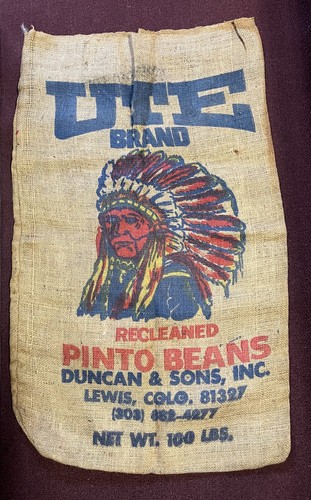 UTE
BRAND
RECLEANED
PINTO BEANS
DUNCAN & SONS, INC.
LEWIS, COLO. 81327
(303) 882-4277
NET WT. 100 LBS.